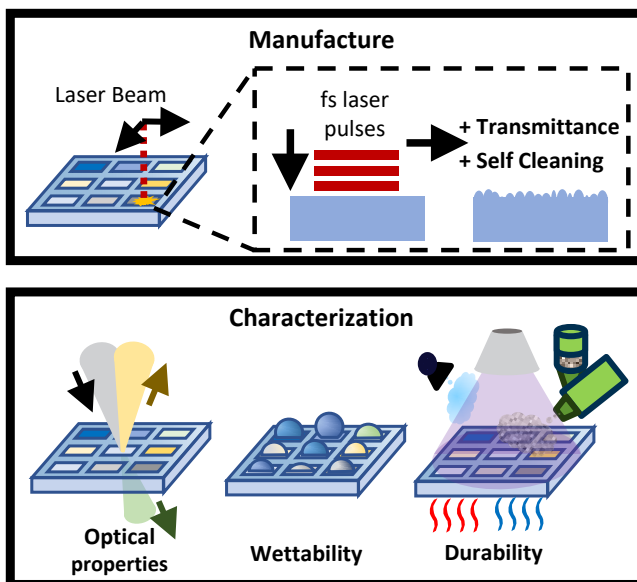 Manufacture
Laser Beam
fs laser
pulses
+ Transmittance
+ Self Cleaning
Characterization
Optical
properties
Wettability
Durability